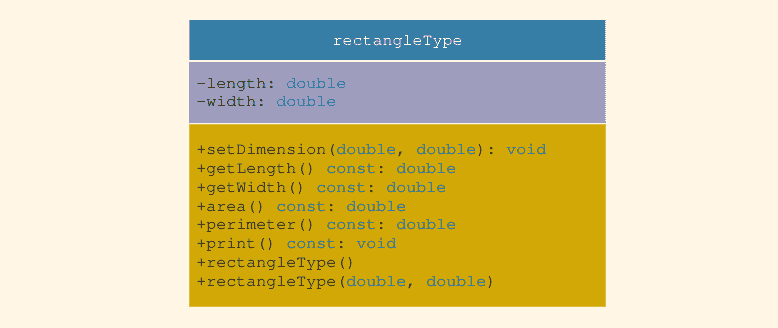 rectangleType
-length: double
-width: double
+setDimension(double, double): void
+getLength() const: double
+getWidth() const: double
+area() const: double
+perimeter() const: double
+print() const: void
+rectangleType()
+rectangleType(double, double)